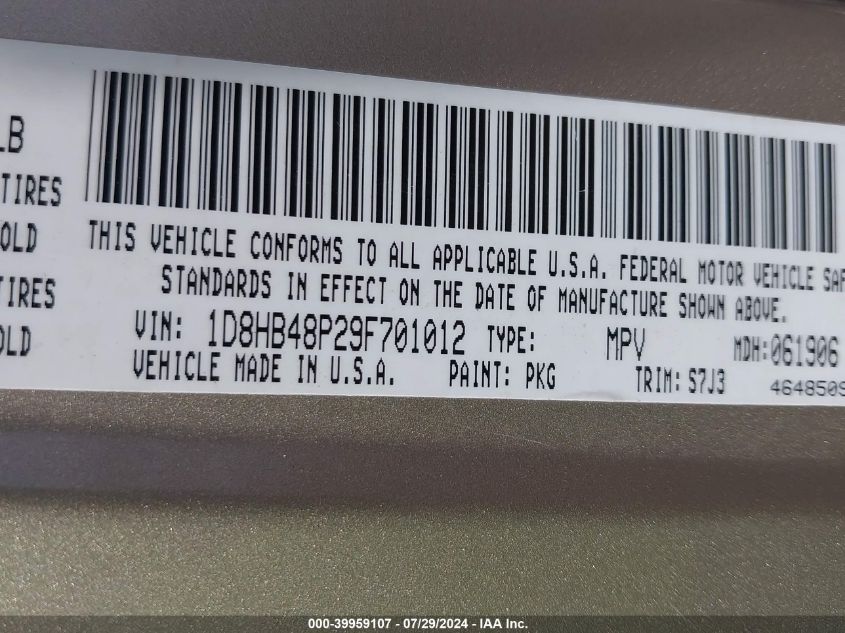 LB
TIRES
OLD
TIRES
OLD
THIS VEHICLE CONFORMS TO ALL APPLICABLE U.S.A. FEDERAL MOTOR VEHICLE SAF
STANDARDS IN EFFECT ON THE DATE OF MANUFACTURE SHOWN ABOVE.
VIN: 1D8HB48P29F701012 TYPE: MPV MDH:061906
VEHICLE MADE IN U.S.A. PAINT: PKG TRIM: S7J3 4648509
000-39959107 - 07/29/2024 - IAA Inc.